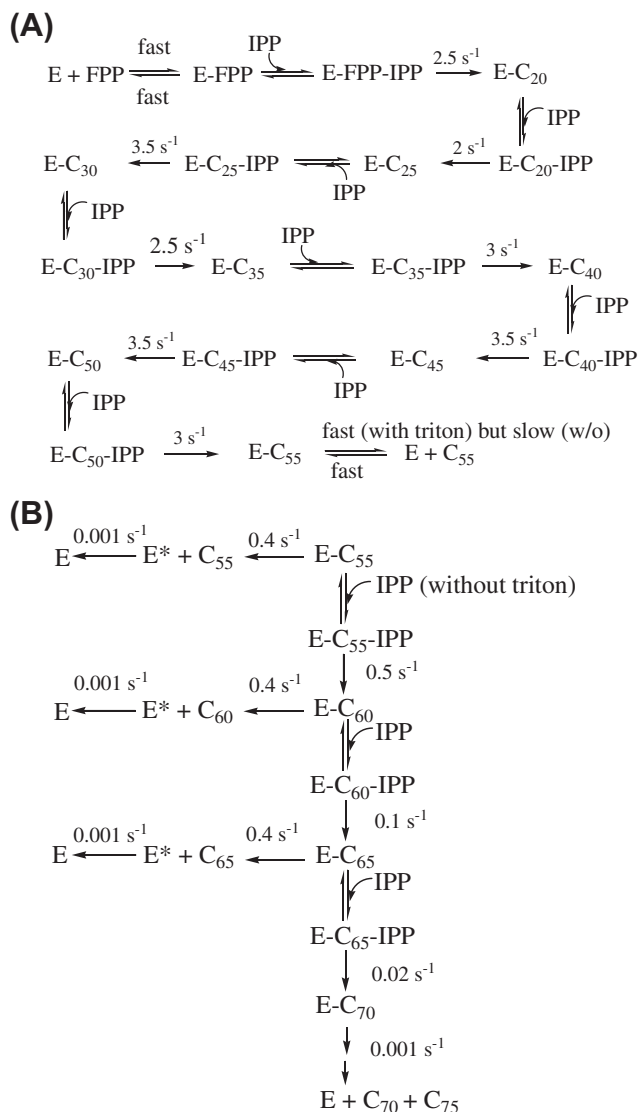 (A)
fast IPP 2.5 s⁻¹
E + FPP E-FPP E-FPP-IPP E-C₂₀
fast
IPP
3.5 s⁻¹ 2 s⁻¹
E-C₃₀ E-C₂₅-IPP E-C₂₅ E-C₂₀-IPP
IPP
IPP
2.5 s⁻¹ IPP 3 s⁻¹
E-C₃₀-IPP E-C₃₅ E-C₃₅-IPP E-C₄₀
IPP
3.5 s⁻¹ 3.5 s⁻¹
E-C₅₀ E-C₄₅-IPP E-C₄₅ E-C₄₀-IPP
IPP
IPP
3 s⁻¹ fast (with triton) but slow (w/o)
E-C₅₀-IPP E-C₅₅ E + C₅₅
fast
(B)
0.001 s⁻¹ 0.4 s⁻¹
E E* + C₅₅ E-C₅₅
IPP (without triton)
E-C₅₅-IPP
0.5 s⁻¹
0.001 s⁻¹ 0.4 s⁻¹
E E* + C₆₀ E-C₆₀
IPP
E-C₆₀-IPP
0.1 s⁻¹
0.001 s⁻¹ 0.4 s⁻¹
E E* + C₆₅ E-C₆₅
IPP
E-C₆₅-IPP
0.02 s⁻¹
E-C₇₀
0.001 s⁻¹
E + C₇₀ + C₇₅